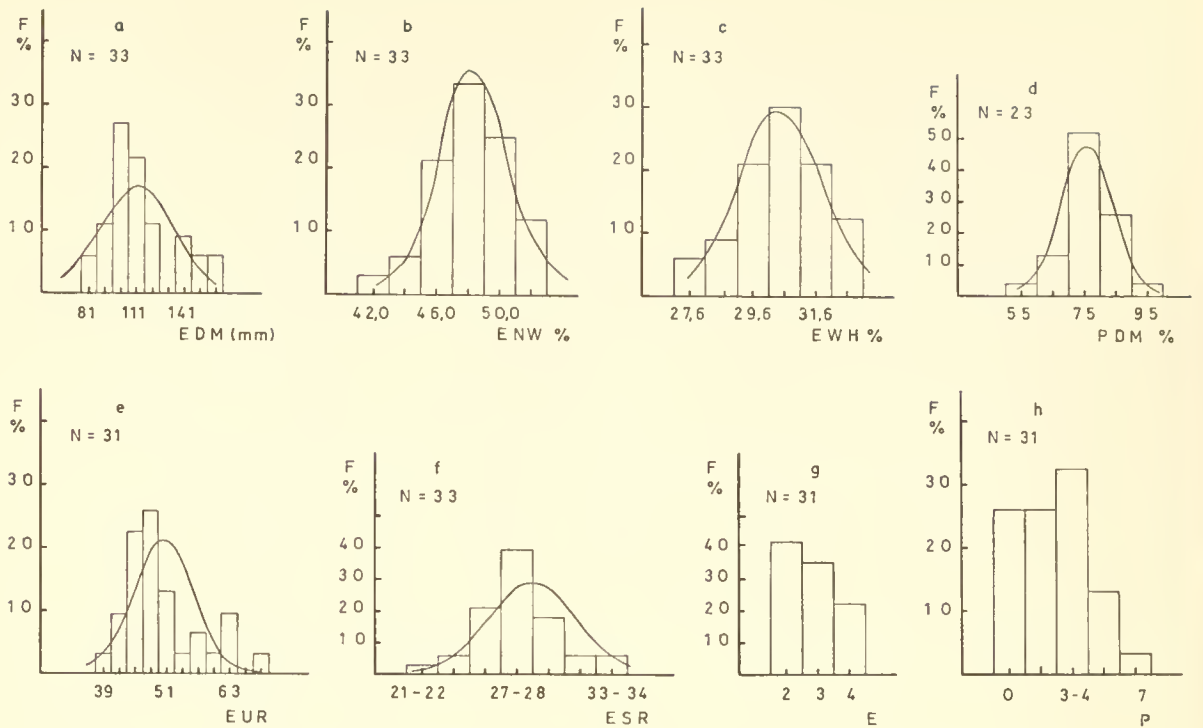 F
%
a
N = 33
30
20
10
81 111 141
EDM (mm)
F
%
b
N = 33
30
20
10
42,0 46,0 50,0
ENW %
F
%
c
N = 33
30
20
10
27,6 29,6 31,6
EWH %
F
%
d
N = 23
50
40
30
20
10
55 75 95
PDM %
F
%
e
N = 31
30
20
10
39 51 63
EUR
F
%
f
N = 33
40
30
20
10
21-22 27-28 33-34
ESR
F
%
g
N = 31
40
30
20
10
2 3 4
E
F
%
h
N = 31
30
20
10
0 3-4 7
P